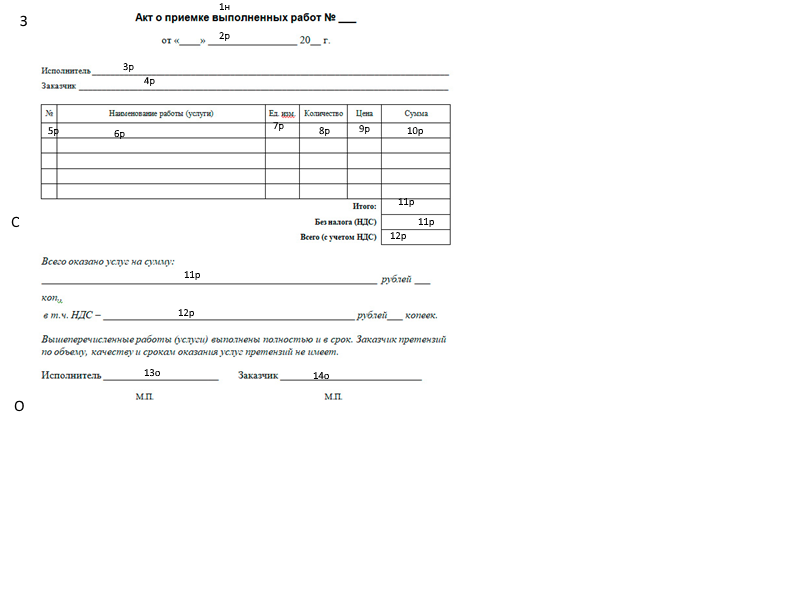 1н
З Акт о приемке выполненных работ № ___
от «____» 2р __________________ 20__ г.
Исполнитель 3р
Заказчик 4р
№ Наименование работы (услуги) Ед. изм. Количество Цена Сумма
5р 6р 7р 8р 9р 10р
Итого: 11р
С Без налога (НДС) 11р
Всего (с учетом НДС) 12р
Всего оказано услуг на сумму:
11р рублей ___
коп.
в т.ч. НДС – 12р рублей___ копеек.
Вышеперечисленные работы (услуги) выполнены полностью и в срок. Заказчик претензий
по объему, качеству и срокам оказания услуг претензий не имеет.
Исполнитель 13о Заказчик 14о
М.П. М.П.
О